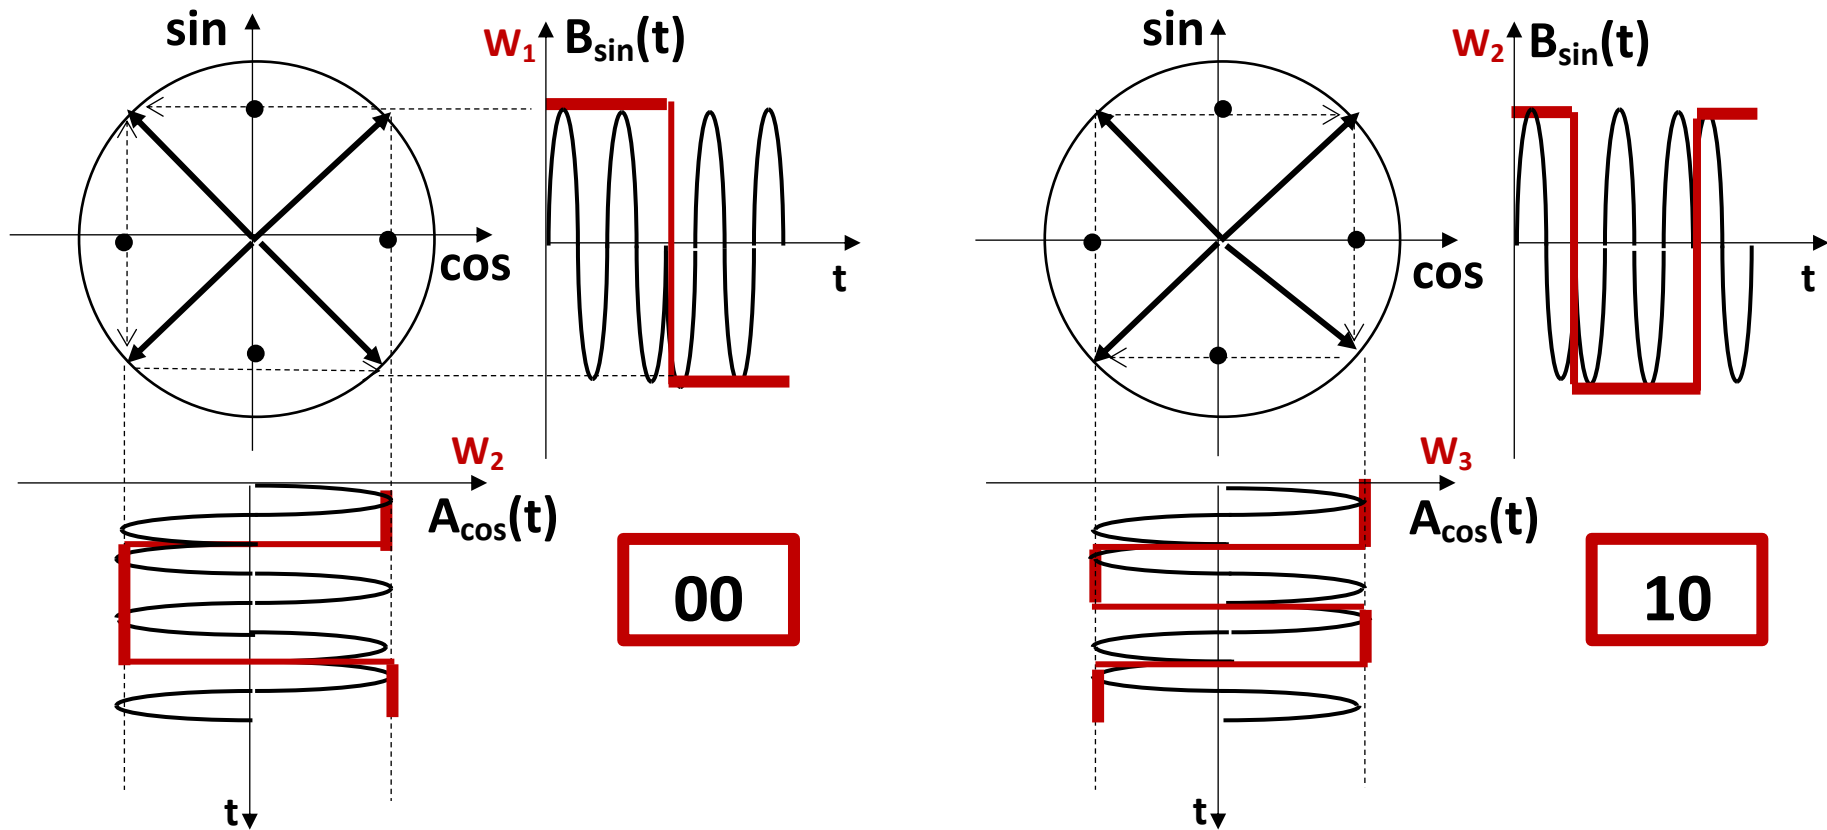 sin
W₁ Bsin(t)
cos
t
W₂
Acos(t)
00
t
sin
W₂ Bsin(t)
cos
t
W₃
Acos(t)
10
t